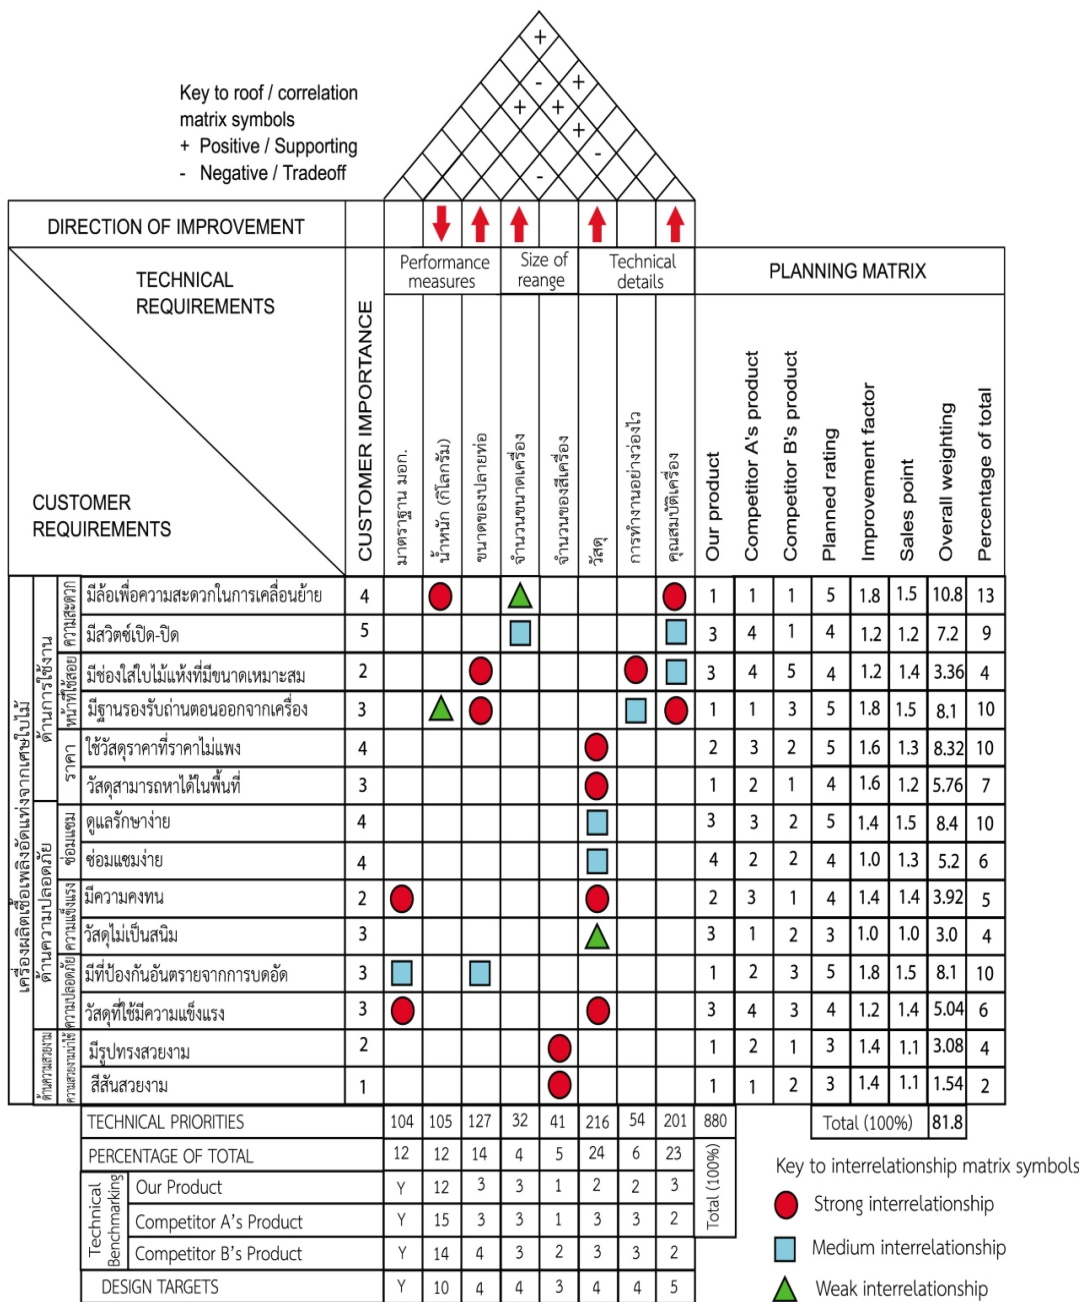 Key to roof / correlation
matrix symbols
+ Positive / Supporting
- Negative / Tradeoff
+
- +
+ +
+
-
-
DIRECTION OF IMPROVEMENT
TECHNICAL
REQUIREMENTS
CUSTOMER
REQUIREMENTS
CUSTOMER IMPORTANCE
Performance
measures
Size of
reange
Technical
details
PLANNING MATRIX
มาตราฐาน มอก.
น้ำหนัก (กิโลกรัม)
ขนาดของปลายท่อ
จำนวนขนาดเครื่อง
จำนวนของสีเครื่อง
วัสดุ
การทำงานอย่างว่องไว
คุณสมบัติเครื่อง
Our product
Competitor A's product
Competitor B's product
Planned rating
Improvement factor
Sales point
Overall weighting
Percentage of total
เครื่องผลิตเชื้อเพลิงอัดแท่งจากเศษใบไม้
ด้านการใช้งาน
ด้านความปลอดภัย
ด้านความสวยงาม
ความสะดวก
หน้าที่ใช้สอย
ราคา
ซ่อมแซม
ความแข็งแรง
ความปลอดภัย
ความสวยงามน่าใช้
มีล้อเพื่อความสะดวกในการเคลื่อนย้าย 4 1 1 1 5 1.8 1.5 10.8 13
มีสวิตซ์เปิด-ปิด 5 3 4 1 4 1.2 1.2 7.2 9
มีช่องใส่ใบไม้แห้งที่มีขนาดเหมาะสม 2 3 4 5 4 1.2 1.4 3.36 4
มีฐานรองรับถ่านตอนออกจากเครื่อง 3 1 1 3 5 1.8 1.5 8.1 10
ใช้วัสดุราคาที่ราคาไม่แพง 4 2 3 2 5 1.6 1.3 8.32 10
วัสดุสามารถหาได้ในพื้นที่ 3 1 2 1 4 1.6 1.2 5.76 7
ดูแลรักษาง่าย 4 3 3 2 5 1.4 1.5 8.4 10
ซ่อมแซมง่าย 4 4 2 2 4 1.0 1.3 5.2 6
มีความคงทน 2 2 3 1 4 1.4 1.4 3.92 5
วัสดุไม่เป็นสนิม 3 3 1 2 3 1.0 1.0 3.0 4
มีที่ป้องกันอันตรายจากการบดอัด 3 1 2 3 5 1.8 1.5 8.1 10
วัสดุที่ใช้มีความแข็งแรง 3 3 4 3 4 1.2 1.4 5.04 6
มีรูปทรงสวยงาม 2 1 2 1 3 1.4 1.1 3.08 4
สีสันสวยงาม 1 1 1 2 3 1.4 1.1 1.54 2
TECHNICAL PRIORITIES 104 105 127 32 41 216 54 201 880 Total (100%) 81.8
PERCENTAGE OF TOTAL 12 12 14 4 5 24 6 23
Total (100%)
Technical
Benchmarking
Our Product Y 12 3 3 1 2 2 3
Competitor A's Product Y 15 3 3 1 3 3 2
Competitor B's Product Y 14 4 3 2 3 3 2
DESIGN TARGETS Y 10 4 4 3 4 4 5
Key to interrelationship matrix symbols
Strong interrelationship
Medium interrelationship
Weak interrelationship